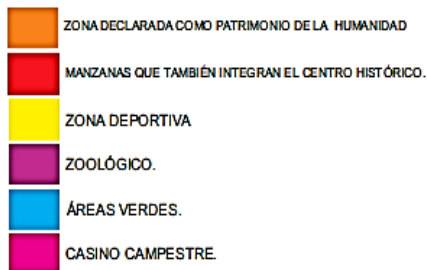 ZONA DECLARADA COMO PATRIMONIO DE LA HUMANIDAD
MANZANAS QUE TAMBIÉN INTEGRAN EL CENTRO HISTÓRICO.
ZONA DEPORTIVA
ZOOLÓGICO.
ÁREAS VERDES.
CASINO CAMPESTRE.